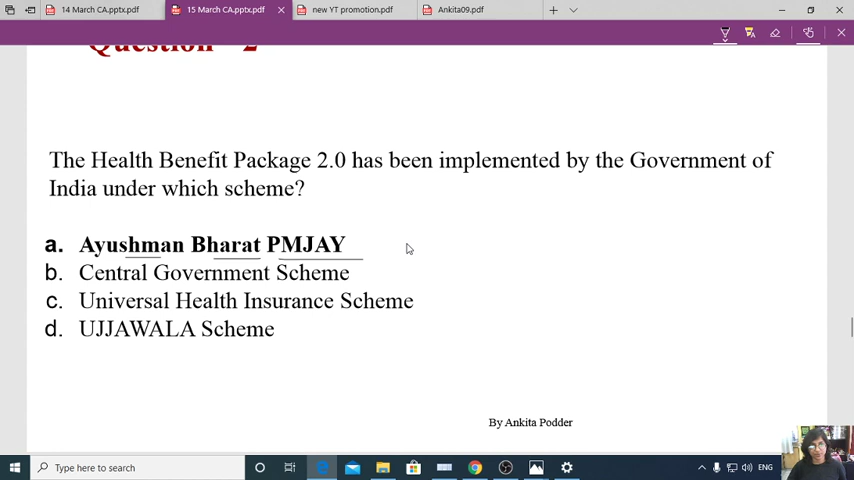 14 March CA.pptx.pdf
15 March CA.pptx.pdf
new YT promotion.pdf
Ankita09.pdf
Question - 2
The Health Benefit Package 2.0 has been implemented by the Government of
India under which scheme?
a. Ayushman Bharat PMJAY
b. Central Government Scheme
c. Universal Health Insurance Scheme
d. UJJAWALA Scheme
By Ankita Podder
Type here to search
ENG